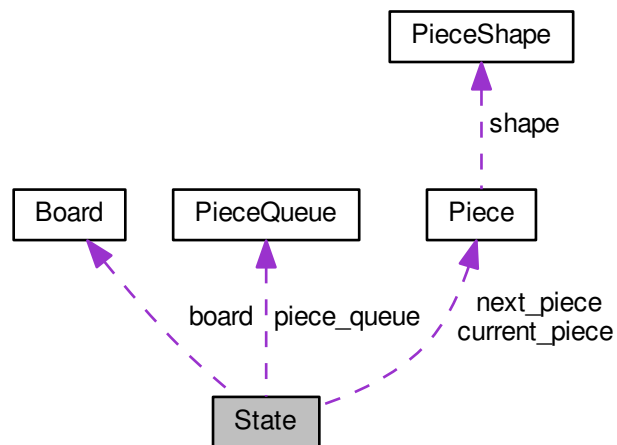 PieceShape
shape
Board
PieceQueue
Piece
board
piece_queue
next_piece
current_piece
State